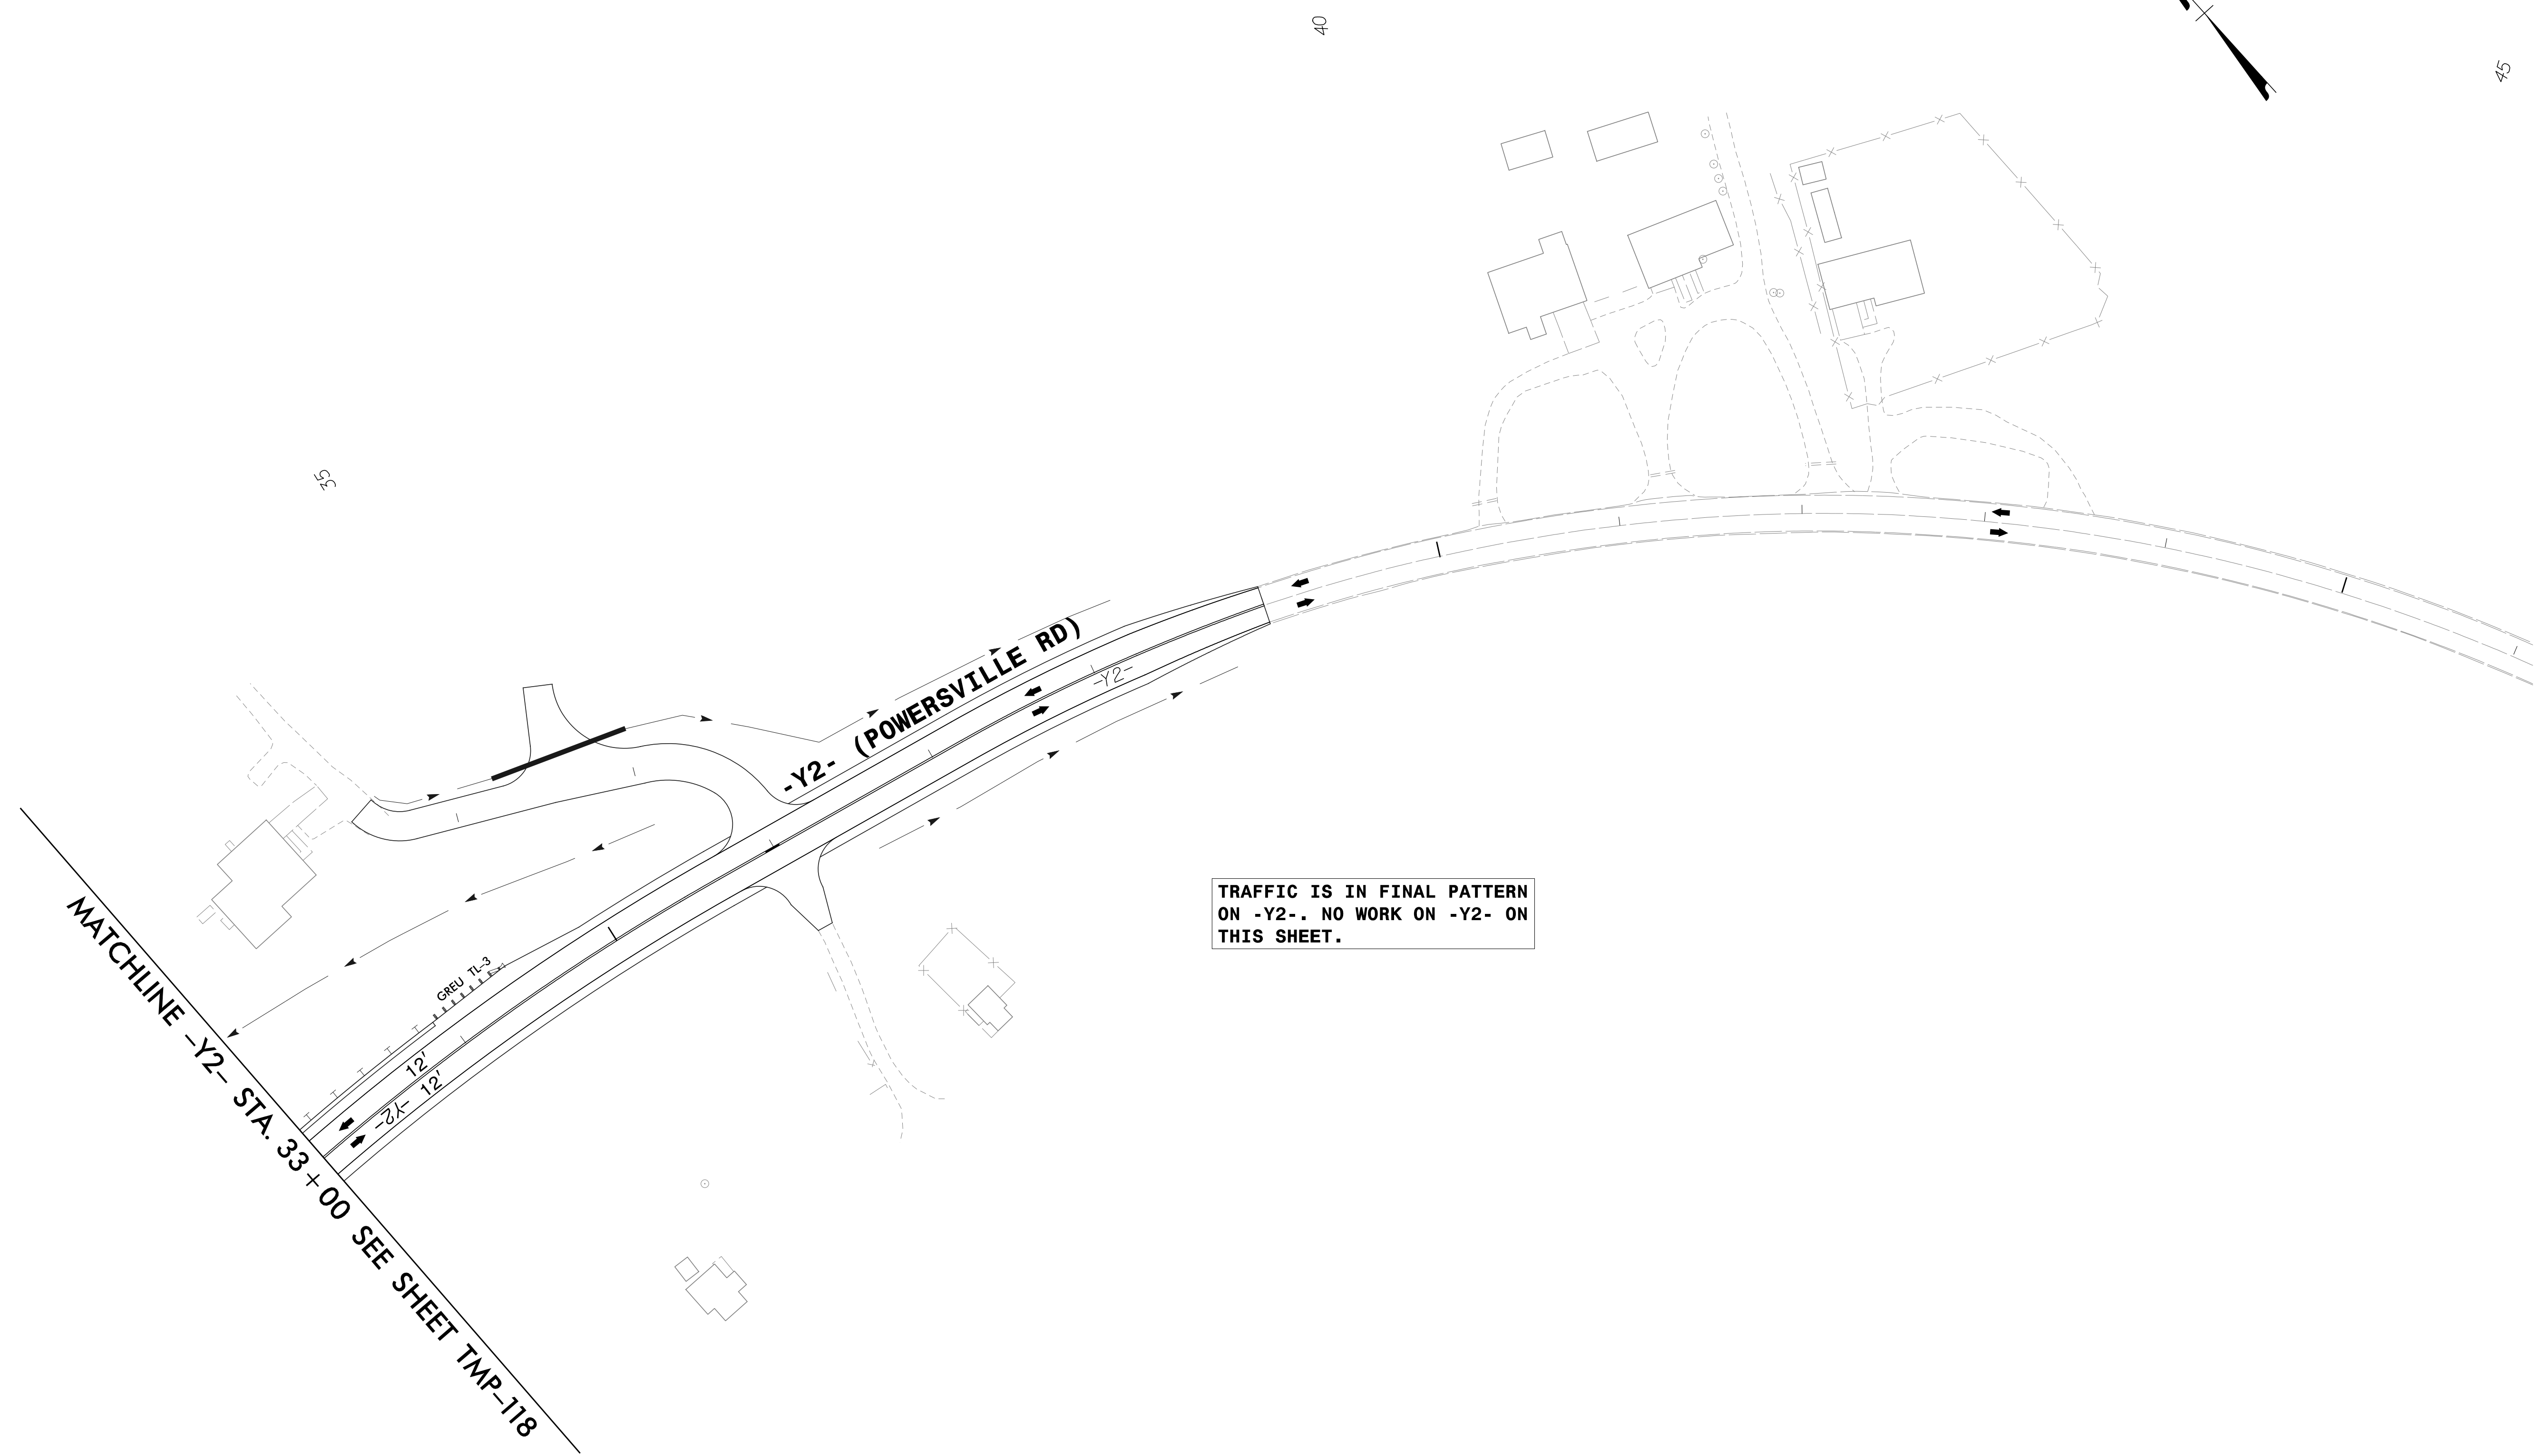 40
45
35
-Y2- (POWERSVILLE RD)
-Y2-
TRAFFIC IS IN FINAL PATTERN
ON -Y2-. NO WORK ON -Y2- ON
THIS SHEET.
GREU TL-3
12'
12'
-Y2-
MATCHLINE -Y2- STA. 33+00 SEE SHEET TMP-118